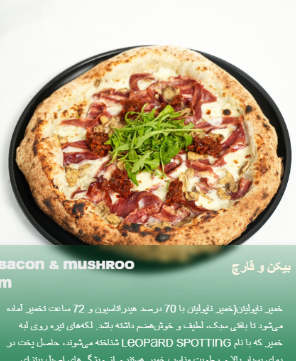 bacon & mushroo
m
بیکن و قارچ
خمیر ناپولیتن(خمیر ناپولیتن با 70 درصد هیدراتاسیون و 72 ساعت تخمیر آماده
می‌شود تا بافتی سبک، لطیف و خوش‌هضم داشته باشد. لکه‌های تیره روی لبه
خمیر که با نام LEOPARD SPOTTING شناخته می‌شوند، حاصل پخت در